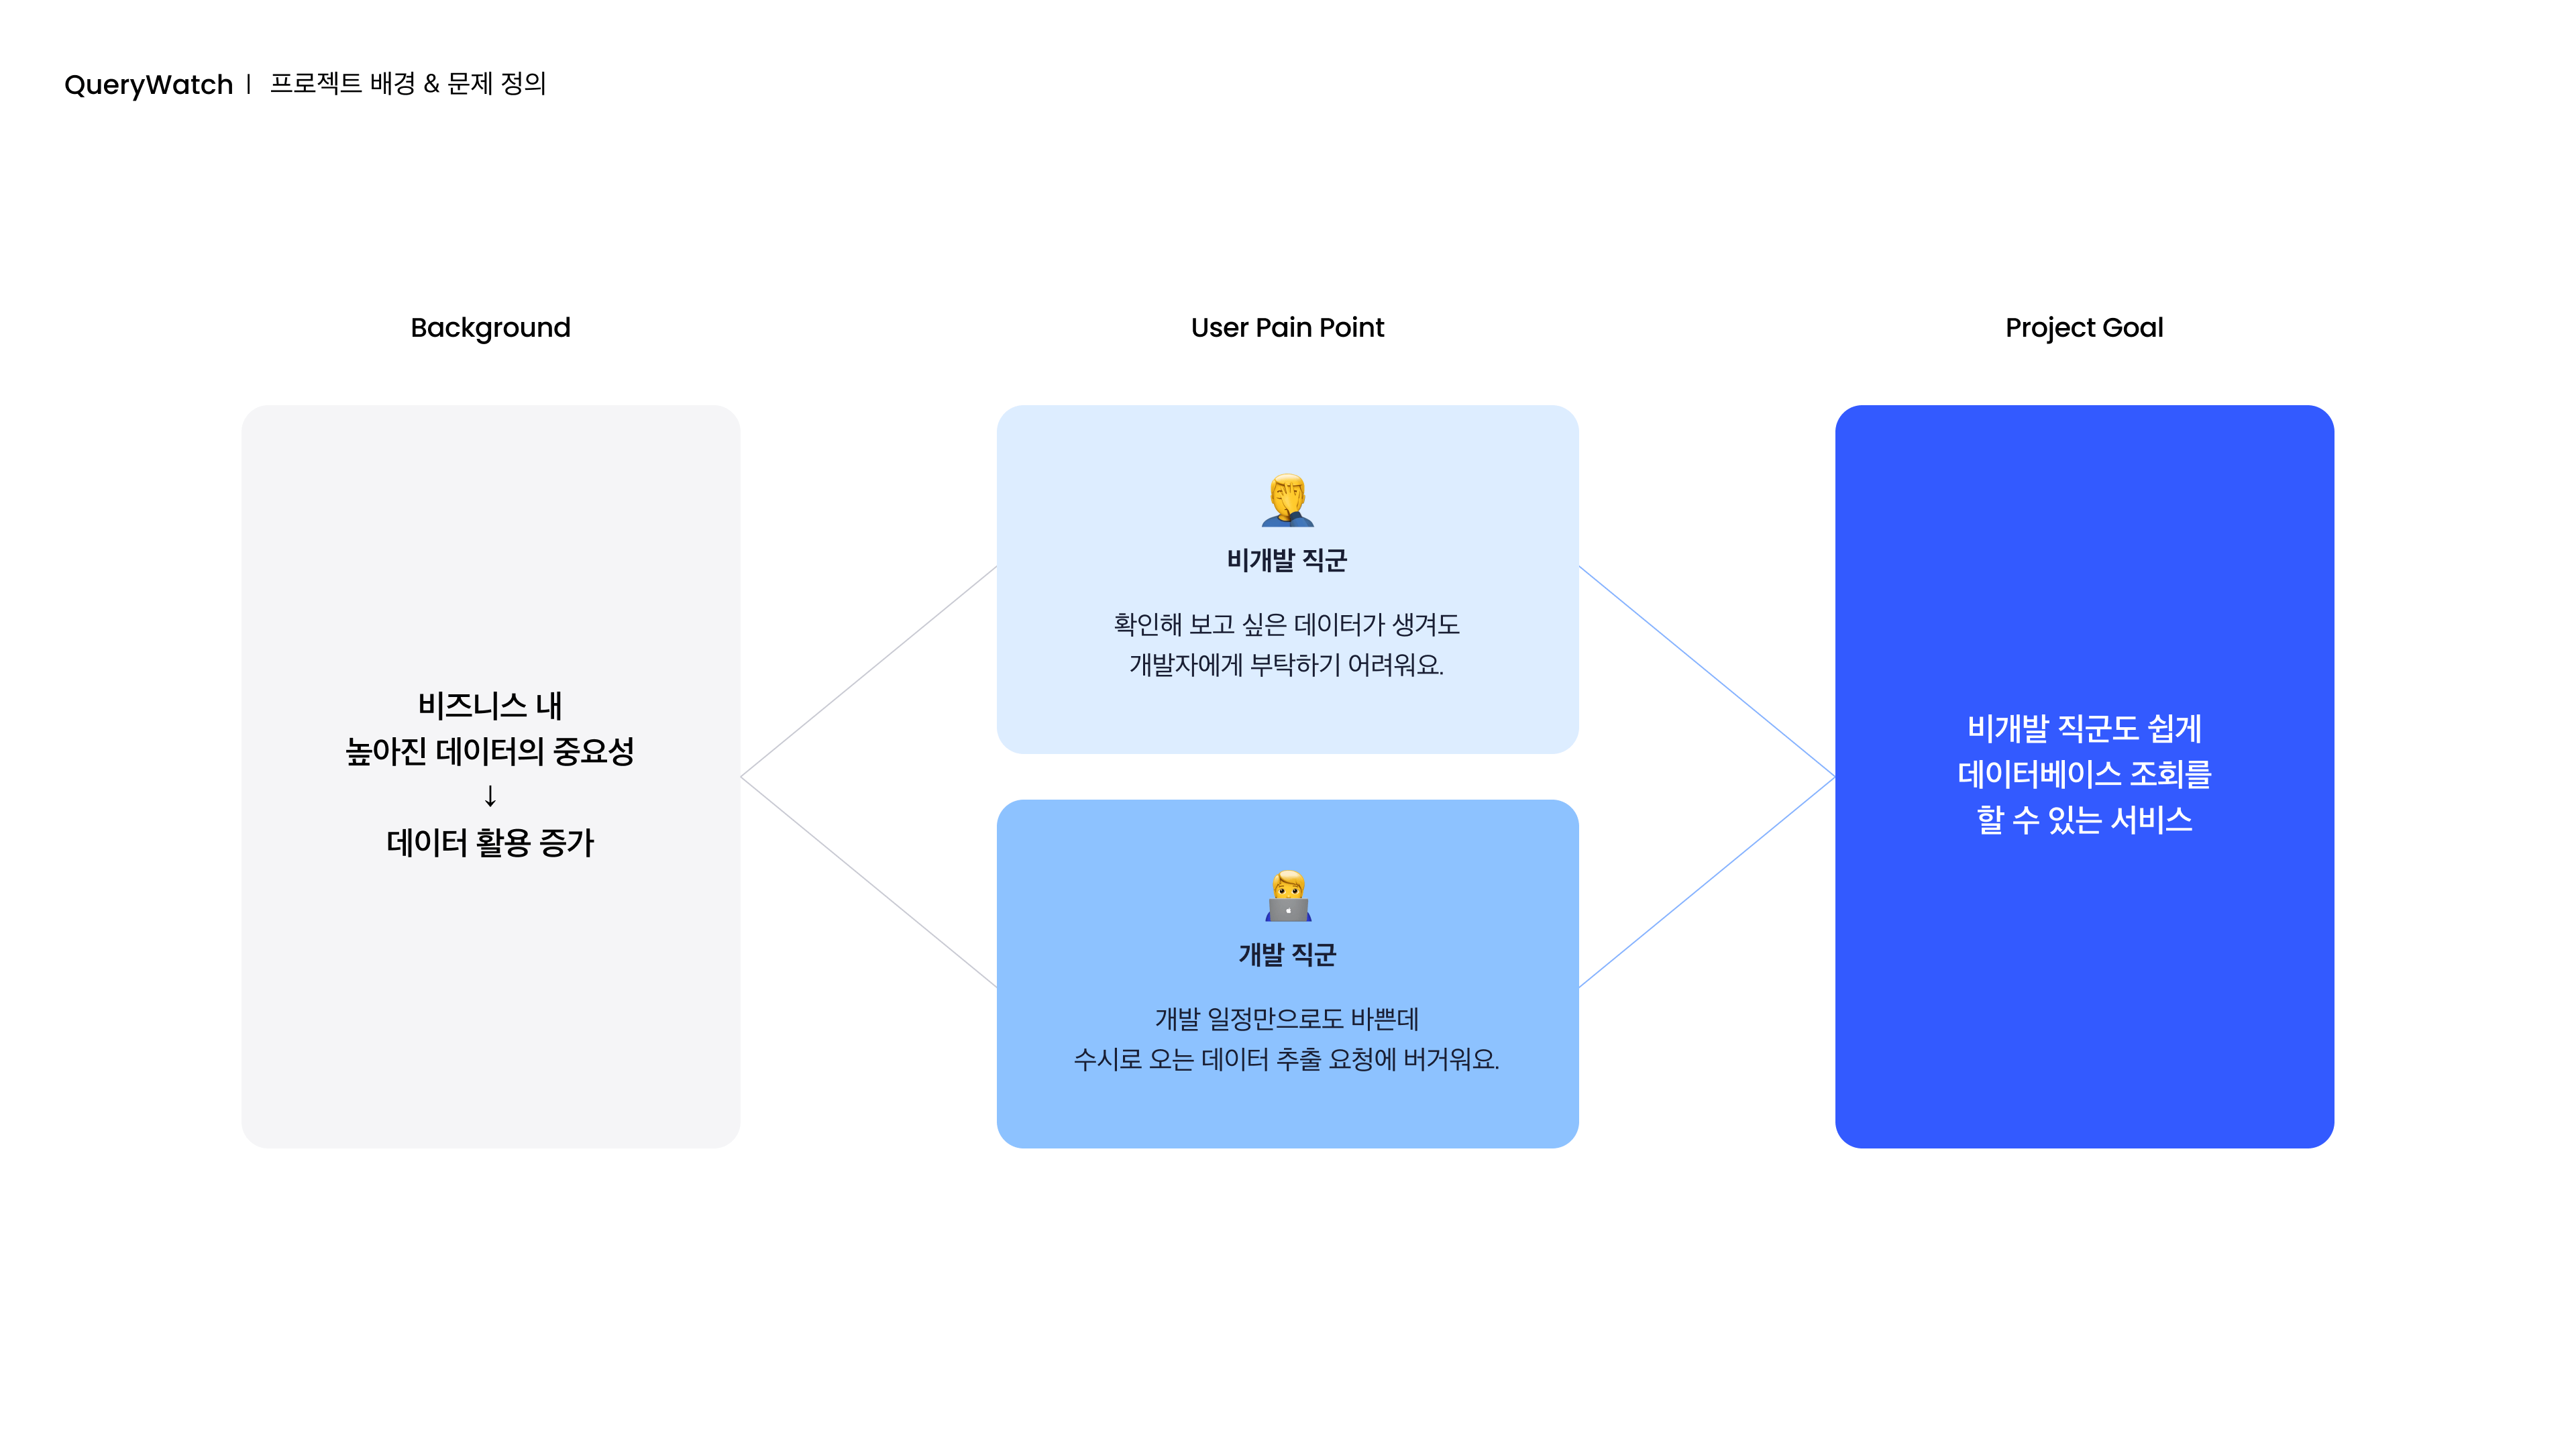 QueryWatch | 프로젝트 배경 & 문제 정의
Background
비즈니스 내
높아진 데이터의 중요성
↓
데이터 활용 증가
User Pain Point
비개발 직군
확인해 보고 싶은 데이터가 생겨도
개발자에게 부탁하기 어려워요.
개발 직군
개발 일정만으로도 바쁜데
수시로 오는 데이터 추출 요청에 버거워요.
Project Goal
비개발 직군도 쉽게
데이터베이스 조회를
할 수 있는 서비스